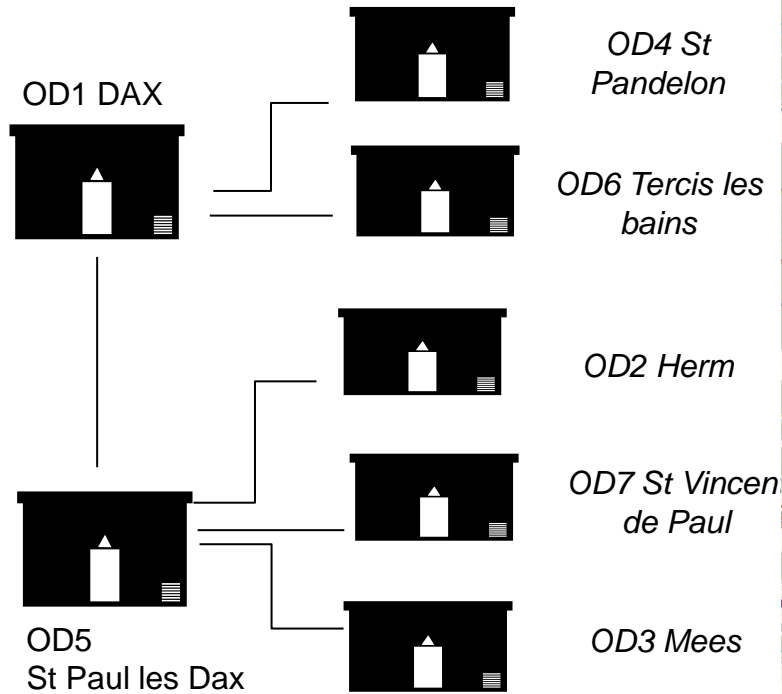 OD1 DAX
OD4 St
Pandelon
OD6 Tercis les
bains
OD2 Herm
OD7 St Vincent
de Paul
OD5
St Paul les Dax
OD3 Mees